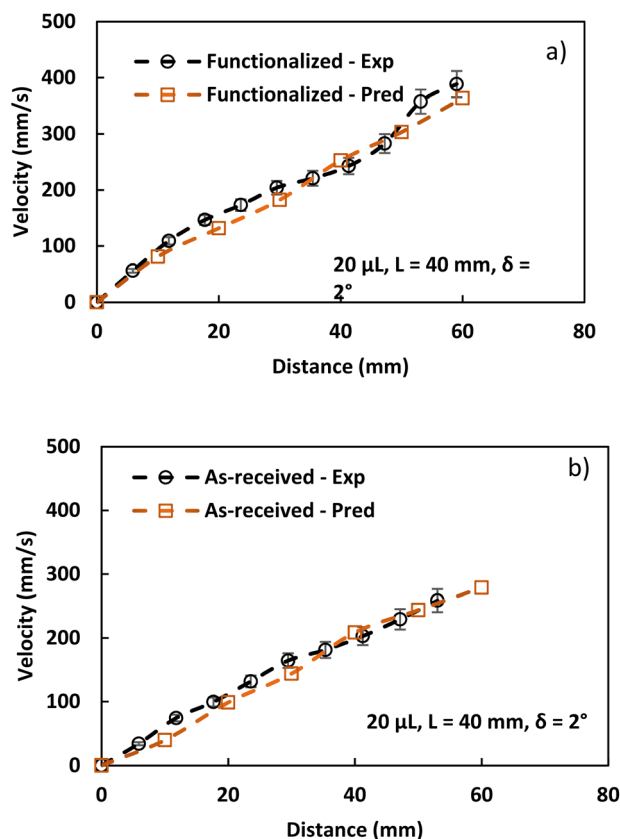 a)
Functionalized - Exp
Functionalized - Pred
500
400
300
200
100
0
Velocity (mm/s)
20 µL, L = 40 mm, δ =
2°
0 20 40 60 80
Distance (mm)
b)
As-received - Exp
As-received - Pred
500
400
300
200
100
0
Velocity (mm/s)
20 µL, L = 40 mm, δ = 2°
0 20 40 60 80
Distance (mm)